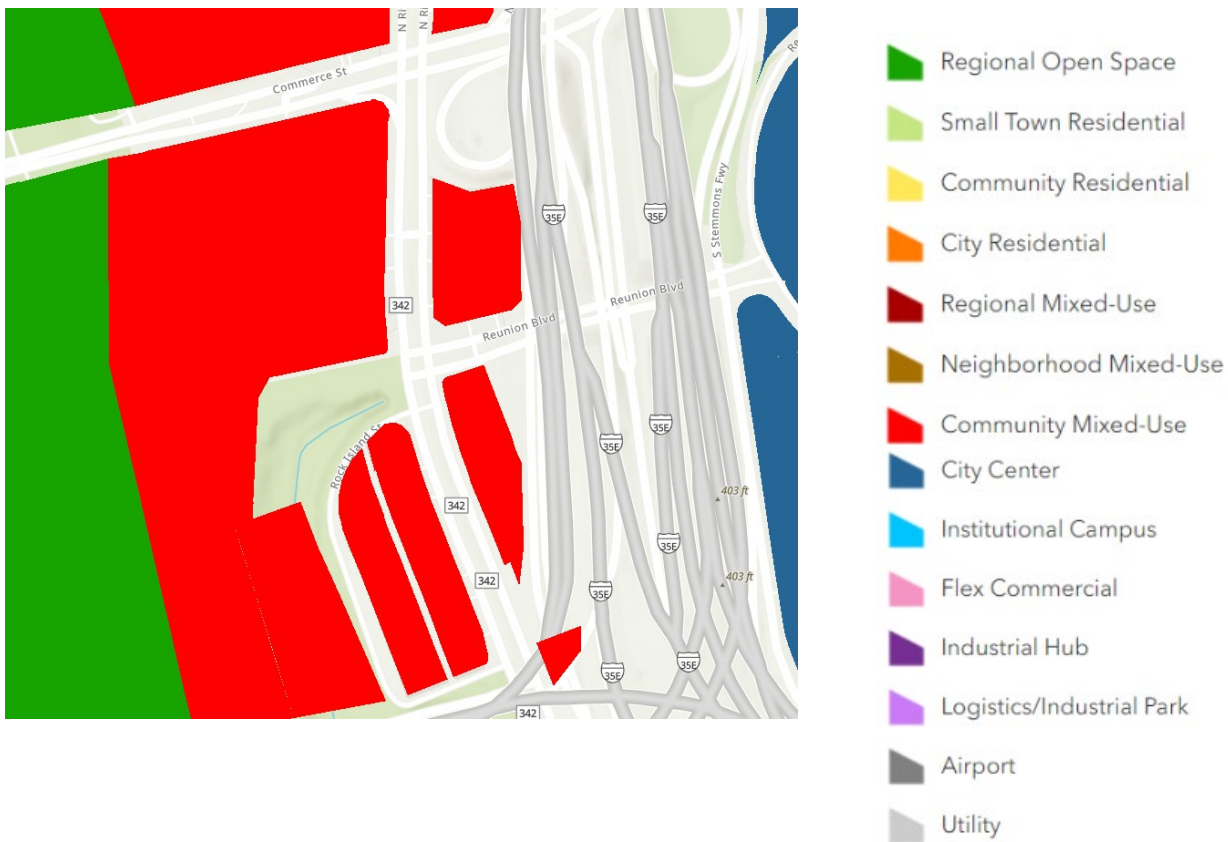 N Ri
N Ri
Commerce St
Re
S Stemmons Fwy
35E
35E
342
Reunion Blvd
Reunion Blvd
Rock Island St
35E
35E
342
403 ft
35E
342
403 ft
35E
35E
35E
342
Regional Open Space
Small Town Residential
Community Residential
City Residential
Regional Mixed-Use
Neighborhood Mixed-Use
Community Mixed-Use
City Center
Institutional Campus
Flex Commercial
Industrial Hub
Logistics/Industrial Park
Airport
Utility